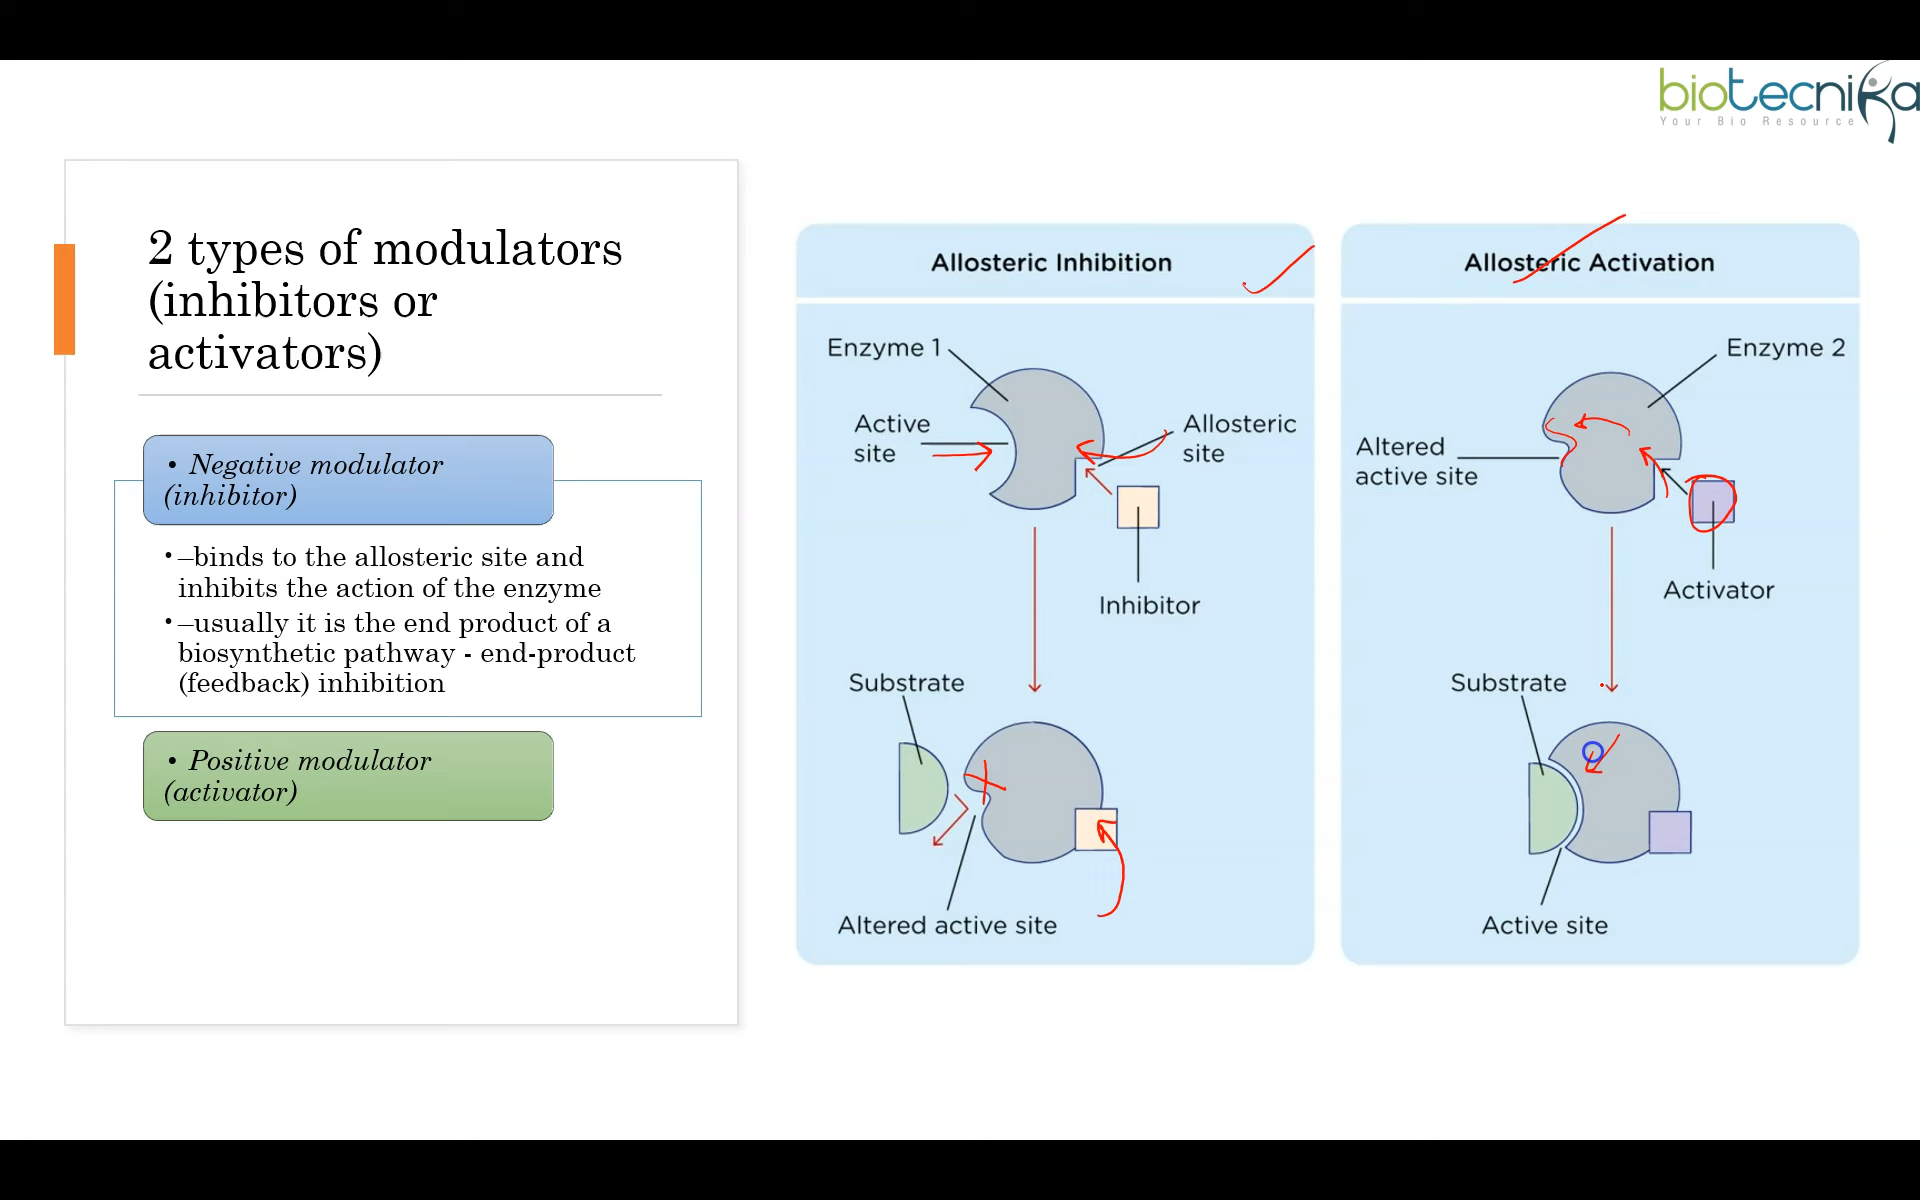 biotecnika
Your Bio Resource
2 types of modulators
(inhibitors or
activators)
• Negative modulator
(inhibitor)
• –binds to the allosteric site and
inhibits the action of the enzyme
• –usually it is the end product of a
biosynthetic pathway - end-product
(feedback) inhibition
• Positive modulator
(activator)
Allosteric Inhibition
Enzyme 1
Active
site
Allosteric
site
Inhibitor
Substrate
Altered active site
Allosteric Activation
Enzyme 2
Altered
active site
Activator
Substrate
Active site